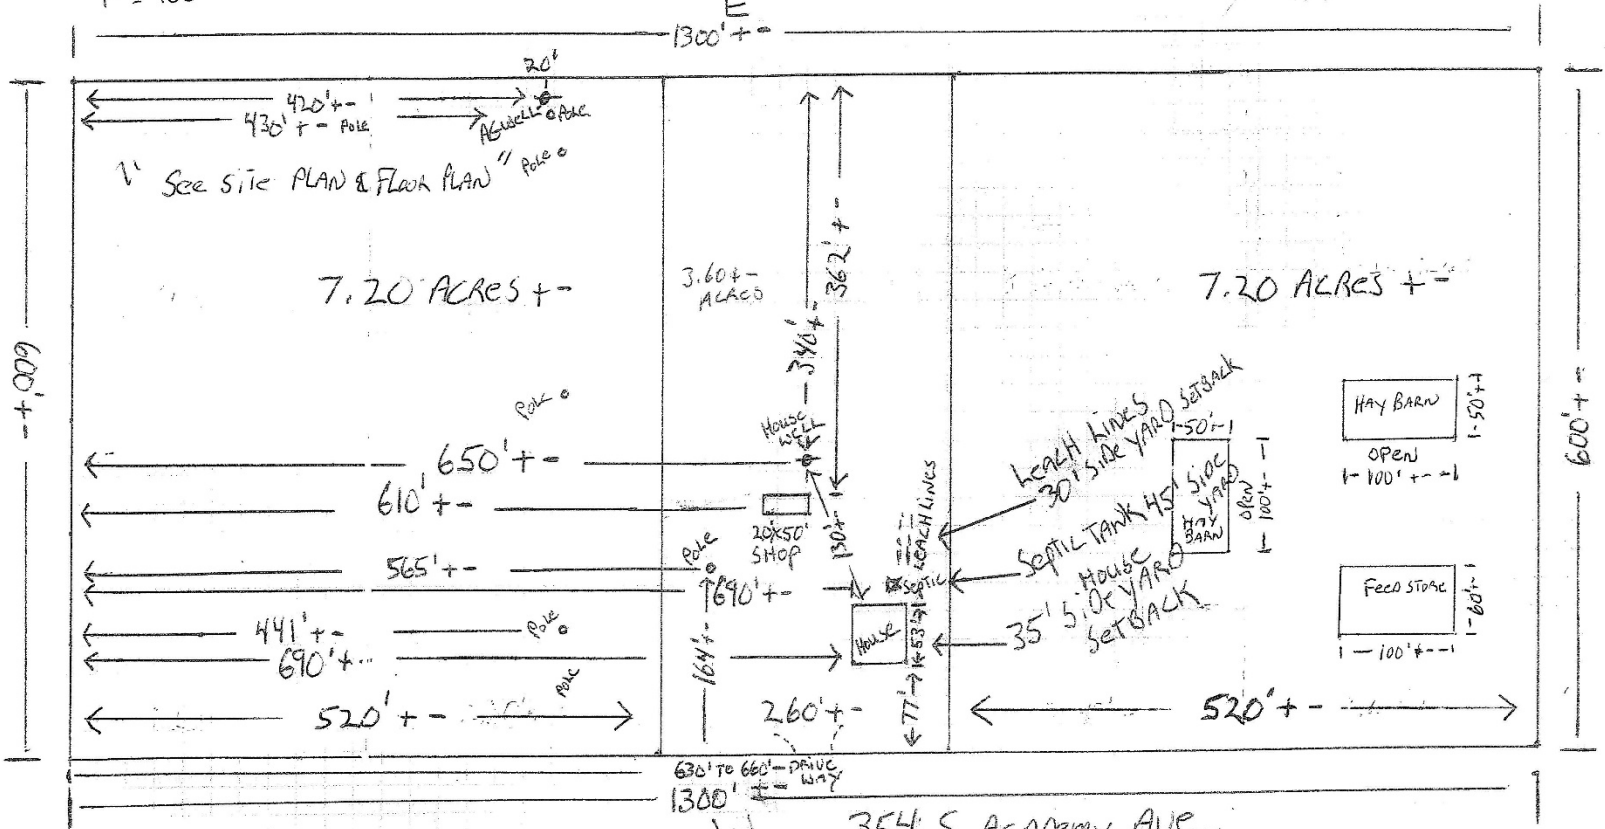 E
1300'+-
20'
420'+-
430'+- Pole
AGWELL Pole
Pole
"See Site PLAN & FLOOR PLAN"
600'+-
7.20 ACRES +-
3.60+-
ACRES
362'+-
340'+-
7.20 ACRES +-
600'+-
Pole
House
WELL
650'+-
610'+-
20'x50'
SHOP
130'+-
LEACH LINES
LEACH LINES
30' SiDe YARD SETBACK
SEPTIC TANK 45' SIDE
YARD
House
35' SiDe YARD
SETBACK
-50'+-
HAY
BARN
OPEN
100'+-
HAY BARN
-50'+-
OPEN
-100'+--
Pole
565'+-
690'+-
SEPTIC
House
53'+-
FeeD STORE
-60'+-
-100'+--
441'+-
Pole
690'+-
Pole
164'+-
77'
520'+-
260'+-
520'+-
630' TO 660'- DRIVE
WAY
1300' +-
354 S. ACADEMY AVE